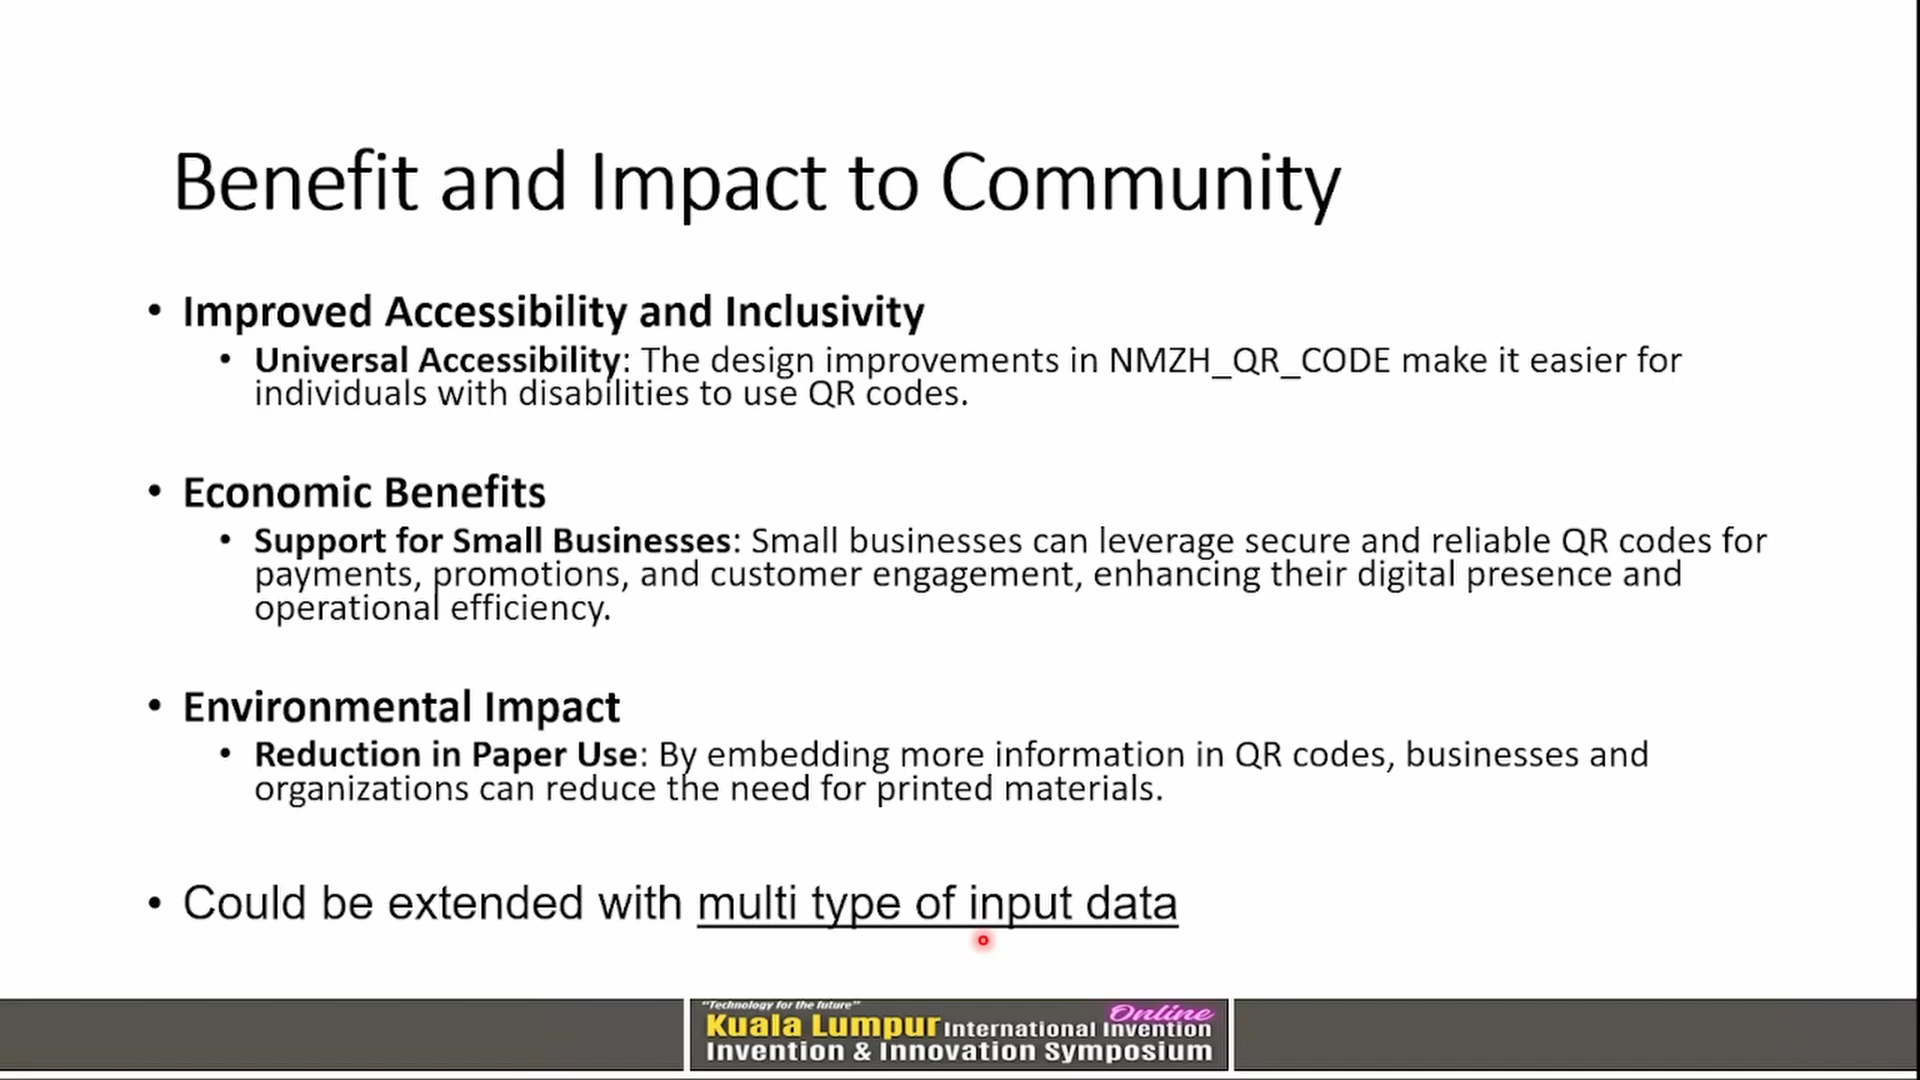 Benefit and Impact to Community
• Improved Accessibility and Inclusivity
• Universal Accessibility: The design improvements in NMZH_QR_CODE make it easier for
individuals with disabilities to use QR codes.
• Economic Benefits
• Support for Small Businesses: Small businesses can leverage secure and reliable QR codes for
payments, promotions, and customer engagement, enhancing their digital presence and
operational efficiency.
• Environmental Impact
• Reduction in Paper Use: By embedding more information in QR codes, businesses and
organizations can reduce the need for printed materials.
• Could be extended with multi type of input data
"Technology for the future"
Online
Kuala Lumpur International Invention
Invention & Innovation Symposium